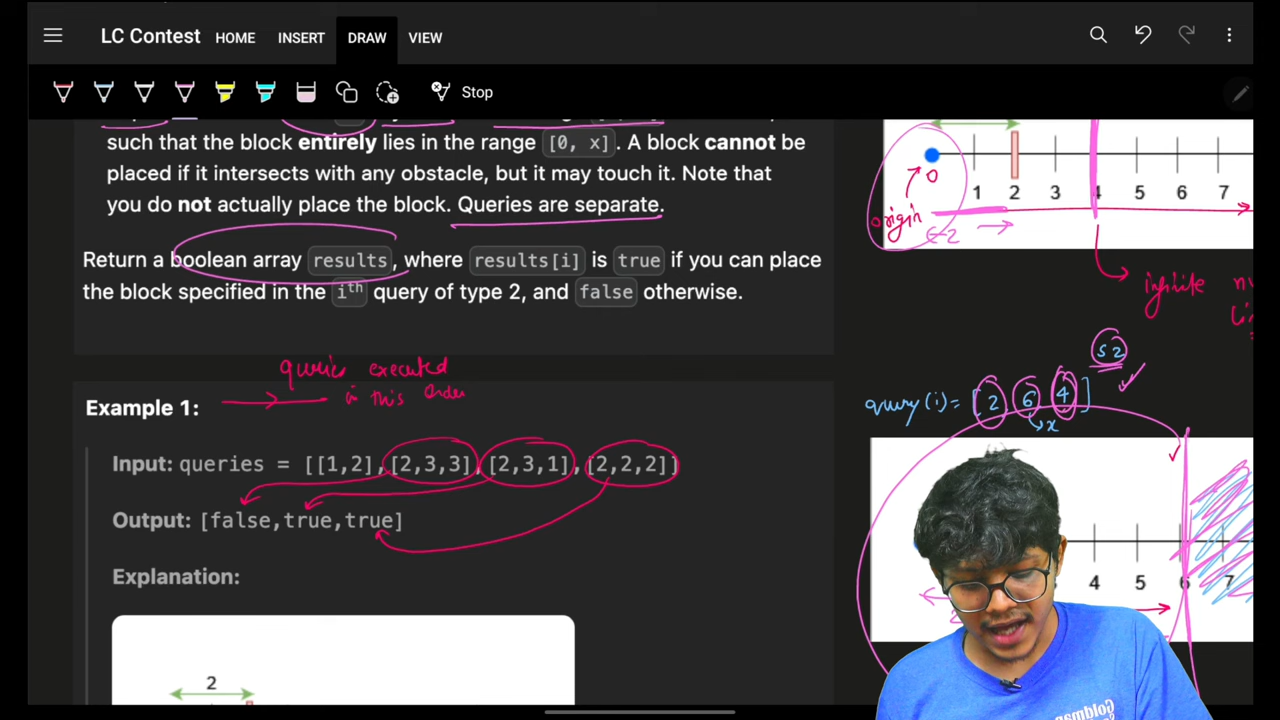 LC Contest HOME INSERT DRAW VIEW
Stop
such that the block entirely lies in the range [0, x]. A block cannot be
placed if it intersects with any obstacle, but it may touch it. Note that
you do not actually place the block. Queries are separate.
Return a boolean array results, where results[i] is true if you can place
the block specified in the ith query of type 2, and false otherwise.
queries executed
in this order
Example 1:
Input: queries = [[1,2],[2,3,3],[2,3,1],[2,2,2]]
Output: [false,true,true]
Explanation:
2
0
1 2 3 4 5 6 7
origin
2
infinite
≤ 2
query(i) = [2 6 4]
x
4 5 6 7
Goldman